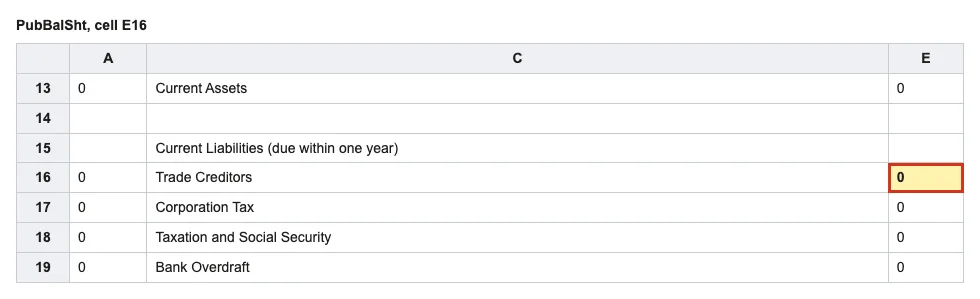 PubBalSht, cell E16
A C E
13 0 Current Assets 0
14
15 Current Liabilities (due within one year)
16 0 Trade Creditors 0
17 0 Corporation Tax 0
18 0 Taxation and Social Security 0
19 0 Bank Overdraft 0